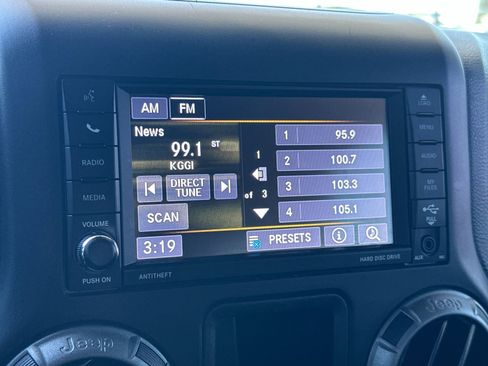 AM FM
News
99.1 ST
KGGI
DIRECT
TUNE
SCAN
3:19
1
of 3
1 95.9
2 100.7
3 103.3
4 105.1
PRESETS
RADIO
MEDIA
VOLUME
PUSH ON
ANTITHEFT
LOAD
MENU
AUDIO
MY
FILES
PULL
AUX
HARD DISC DRIVE
Jeep
Jeep